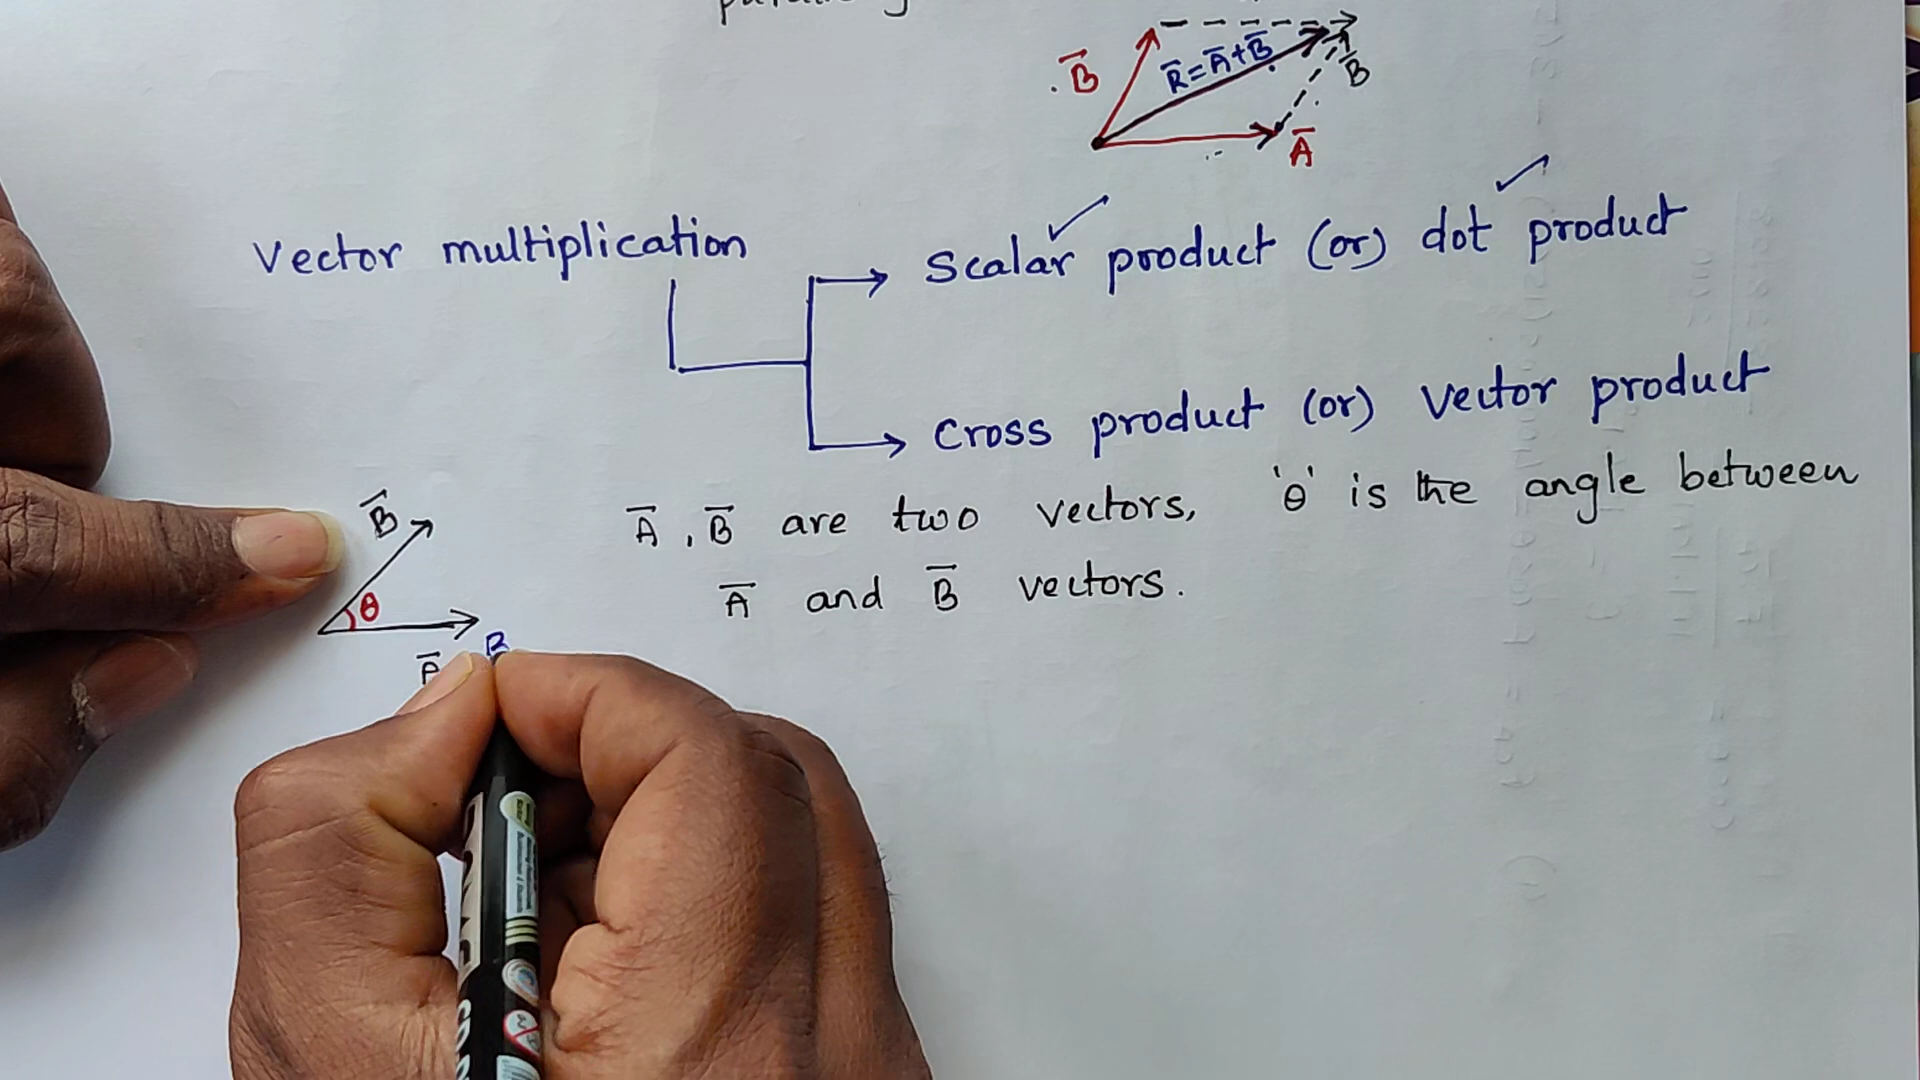 B̅
R̅=A̅+B̅
B̅
A̅
Vector multiplication
Scalar product (or) dot product
Cross product (or) Vector product
A̅, B̅ are two vectors, 'θ' is the angle between
A̅ and B̅ vectors.
B̅
θ
A̅
B